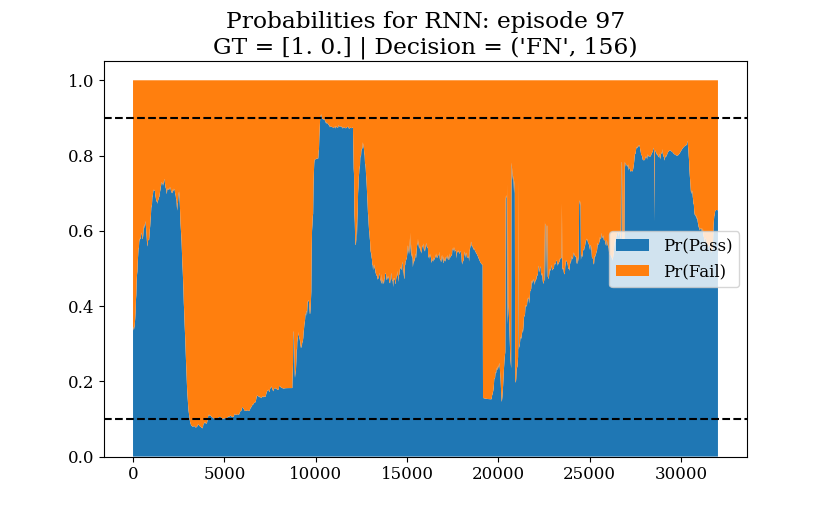 Probabilities for RNN: episode 97
GT = [1. 0.] | Decision = ('FN', 156)
1.0
0.8
0.6
0.4
0.2
0.0
Pr(Pass)
Pr(Fail)
0 5000 10000 15000 20000 25000 30000